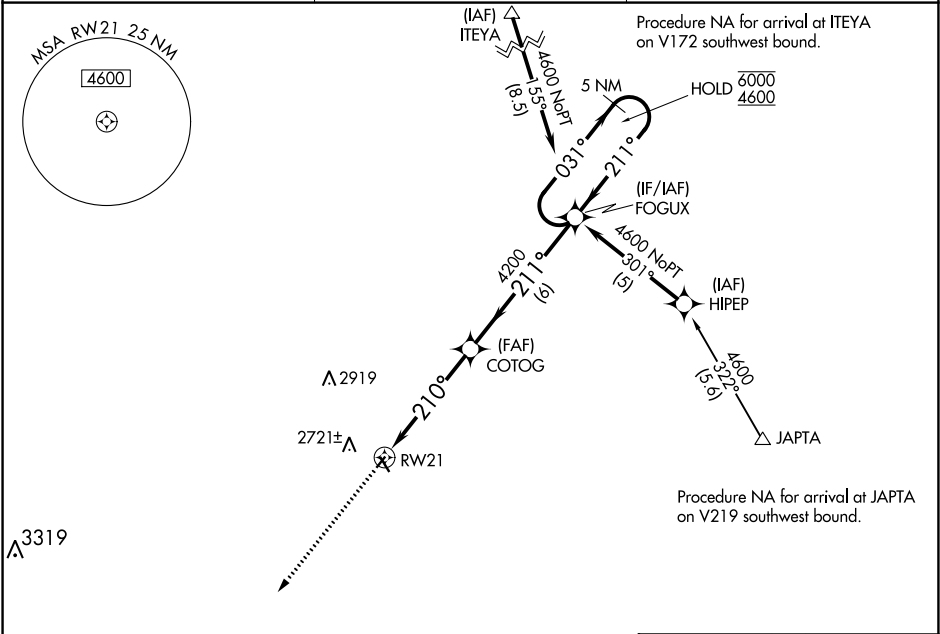 MSA RW21 25 NM
4600
(IAF)
ITEYA
4600 NoPT
155°
(8.5)
Procedure NA for arrival at ITEYA
on V172 southwest bound.
5 NM
HOLD 6000
4600
031°
211°
(IF/IAF)
FOGUX
4600 NoPT
301°
(5)
(IAF)
HIPEP
4200
211°
(6)
(FAF)
COTOG
4600
322°
(5.6)
JAPTA
2919
210°
2721±
RW21
Procedure NA for arrival at JAPTA
on V219 southwest bound.
3319